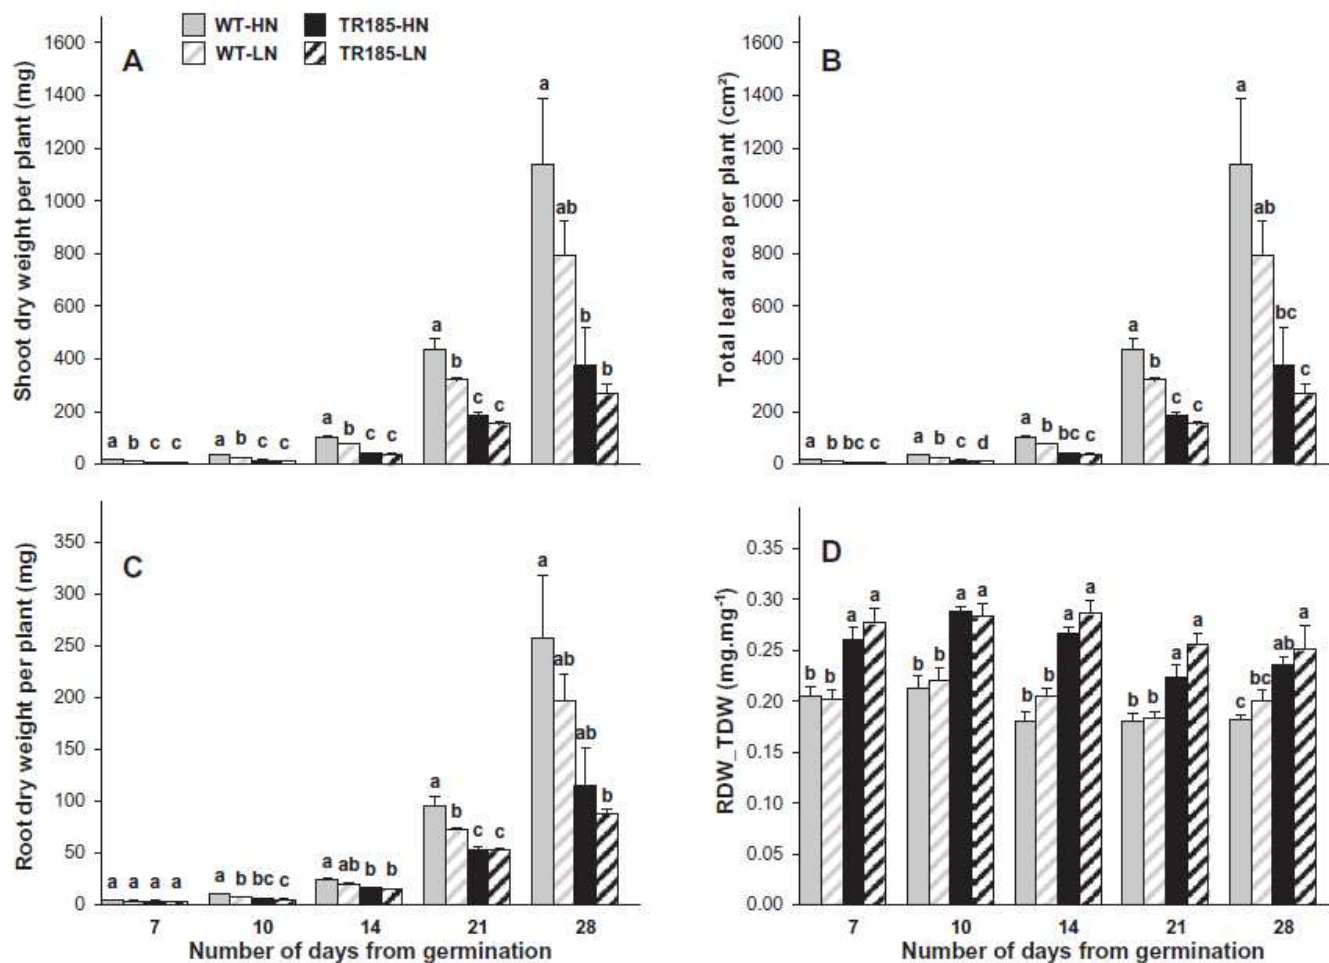 WT-HN TR185-HN
WT-LN TR185-LN
A
Shoot dry weight per plant (mg)
1600
1400
1200
1000
800
600
400
200
0
a b c c
a b c c
a b c c
a b c c
a ab b b
B
Total leaf area per plant (cm²)
1600
1400
1200
1000
800
600
400
200
0
a b bc c
a b c d
a b bc c
a b c c
a ab bc c
C
Root dry weight per plant (mg)
350
300
250
200
150
100
50
0
a a a a
a b bc c
a ab b b
a b c c
a ab ab b
7 10 14 21 28
Number of days from germination
D
RDW_TDW (mg.mg⁻¹)
0.35
0.30
0.25
0.20
0.15
0.10
0.05
0.00
b b a a
b b a a
b b a a
b b a a
c bc ab a
7 10 14 21 28
Number of days from germination